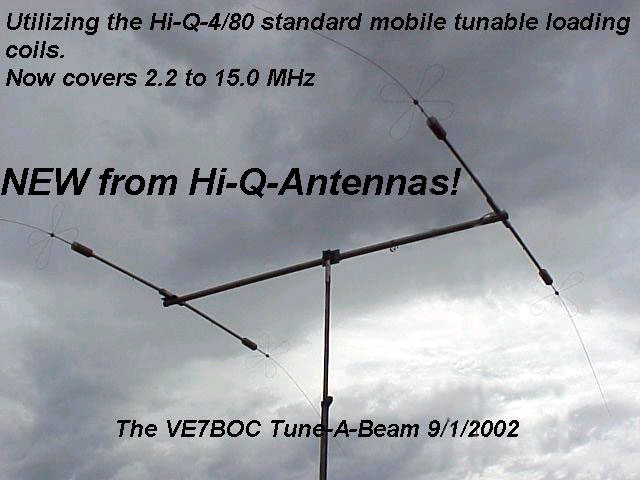 Utilizing the Hi-Q-4/80 standard mobile tunable loading
coils.
Now covers 2.2 to 15.0 MHz
NEW from Hi-Q-Antennas!
The VE7BOC Tune-A-Beam 9/1/2002